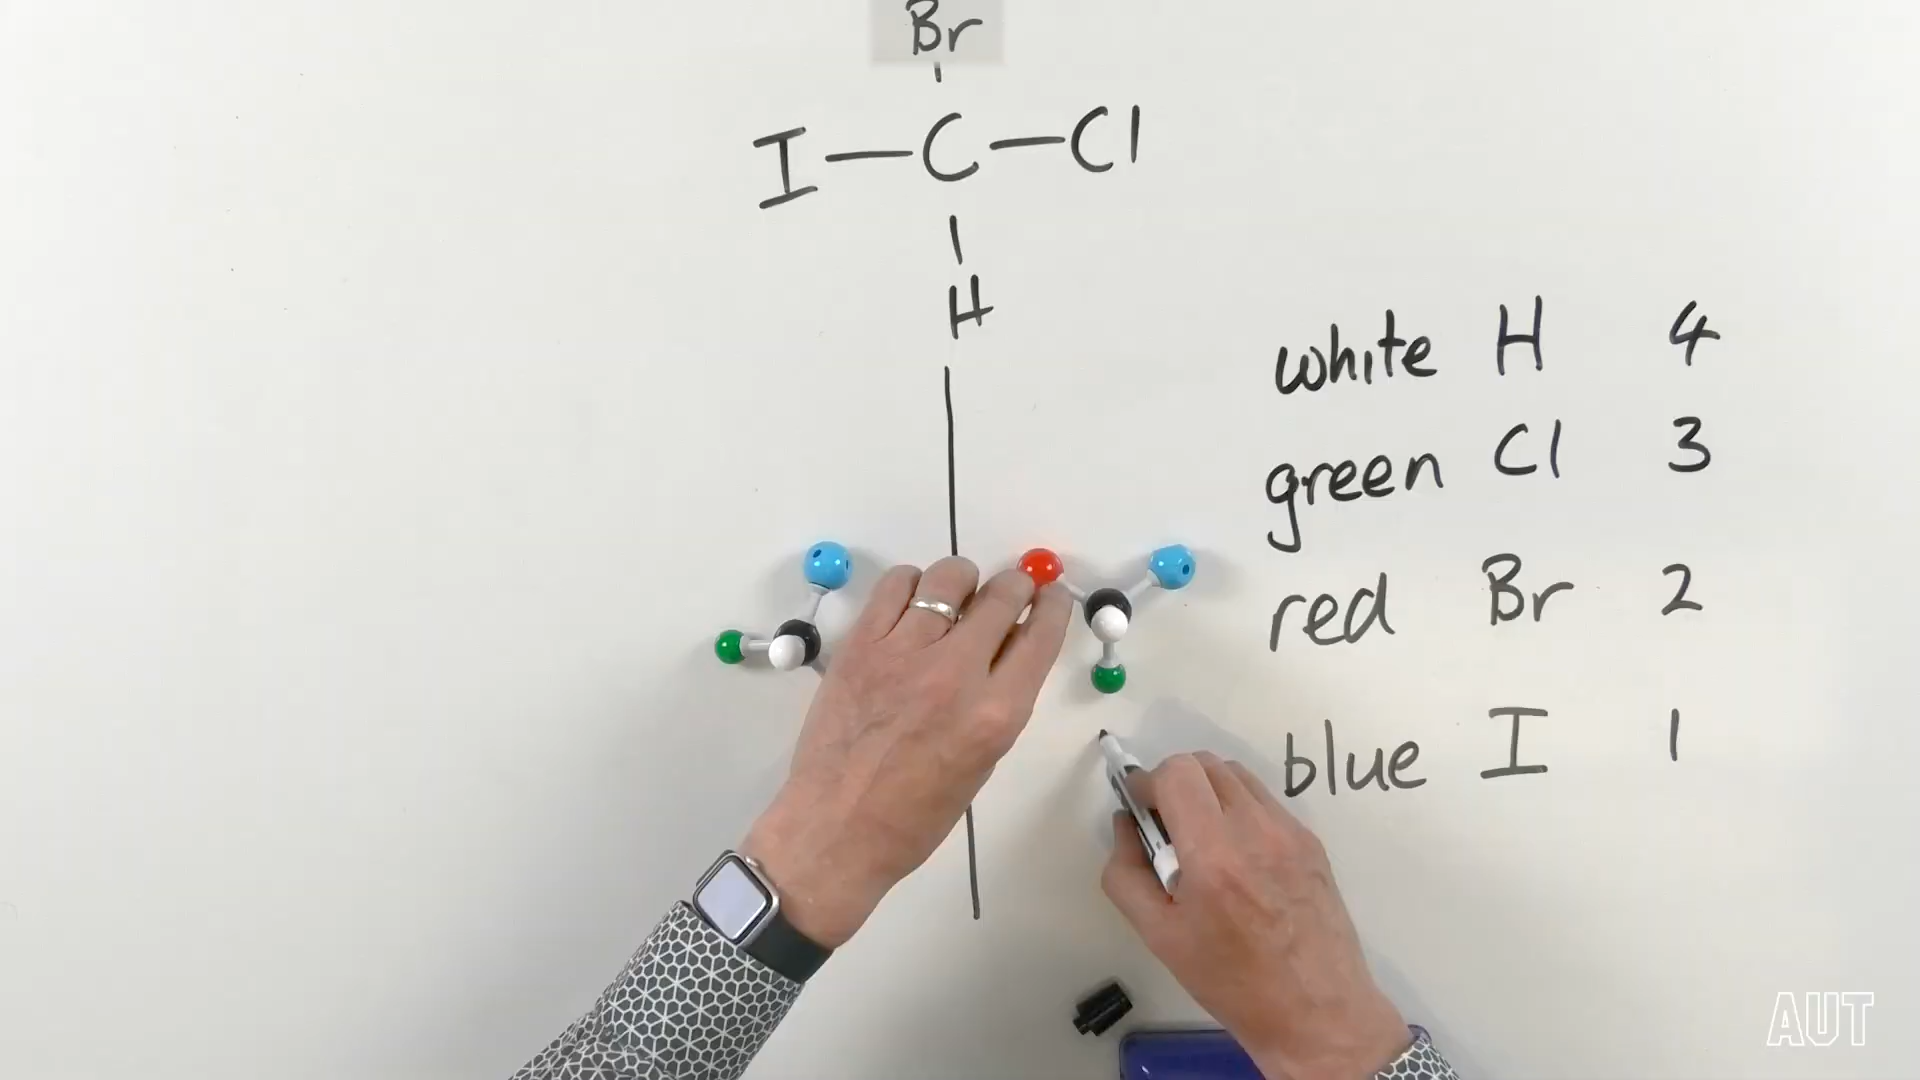 Br
I—C—Cl
H
white H 4
green Cl 3
red Br 2
blue I 1
AUT